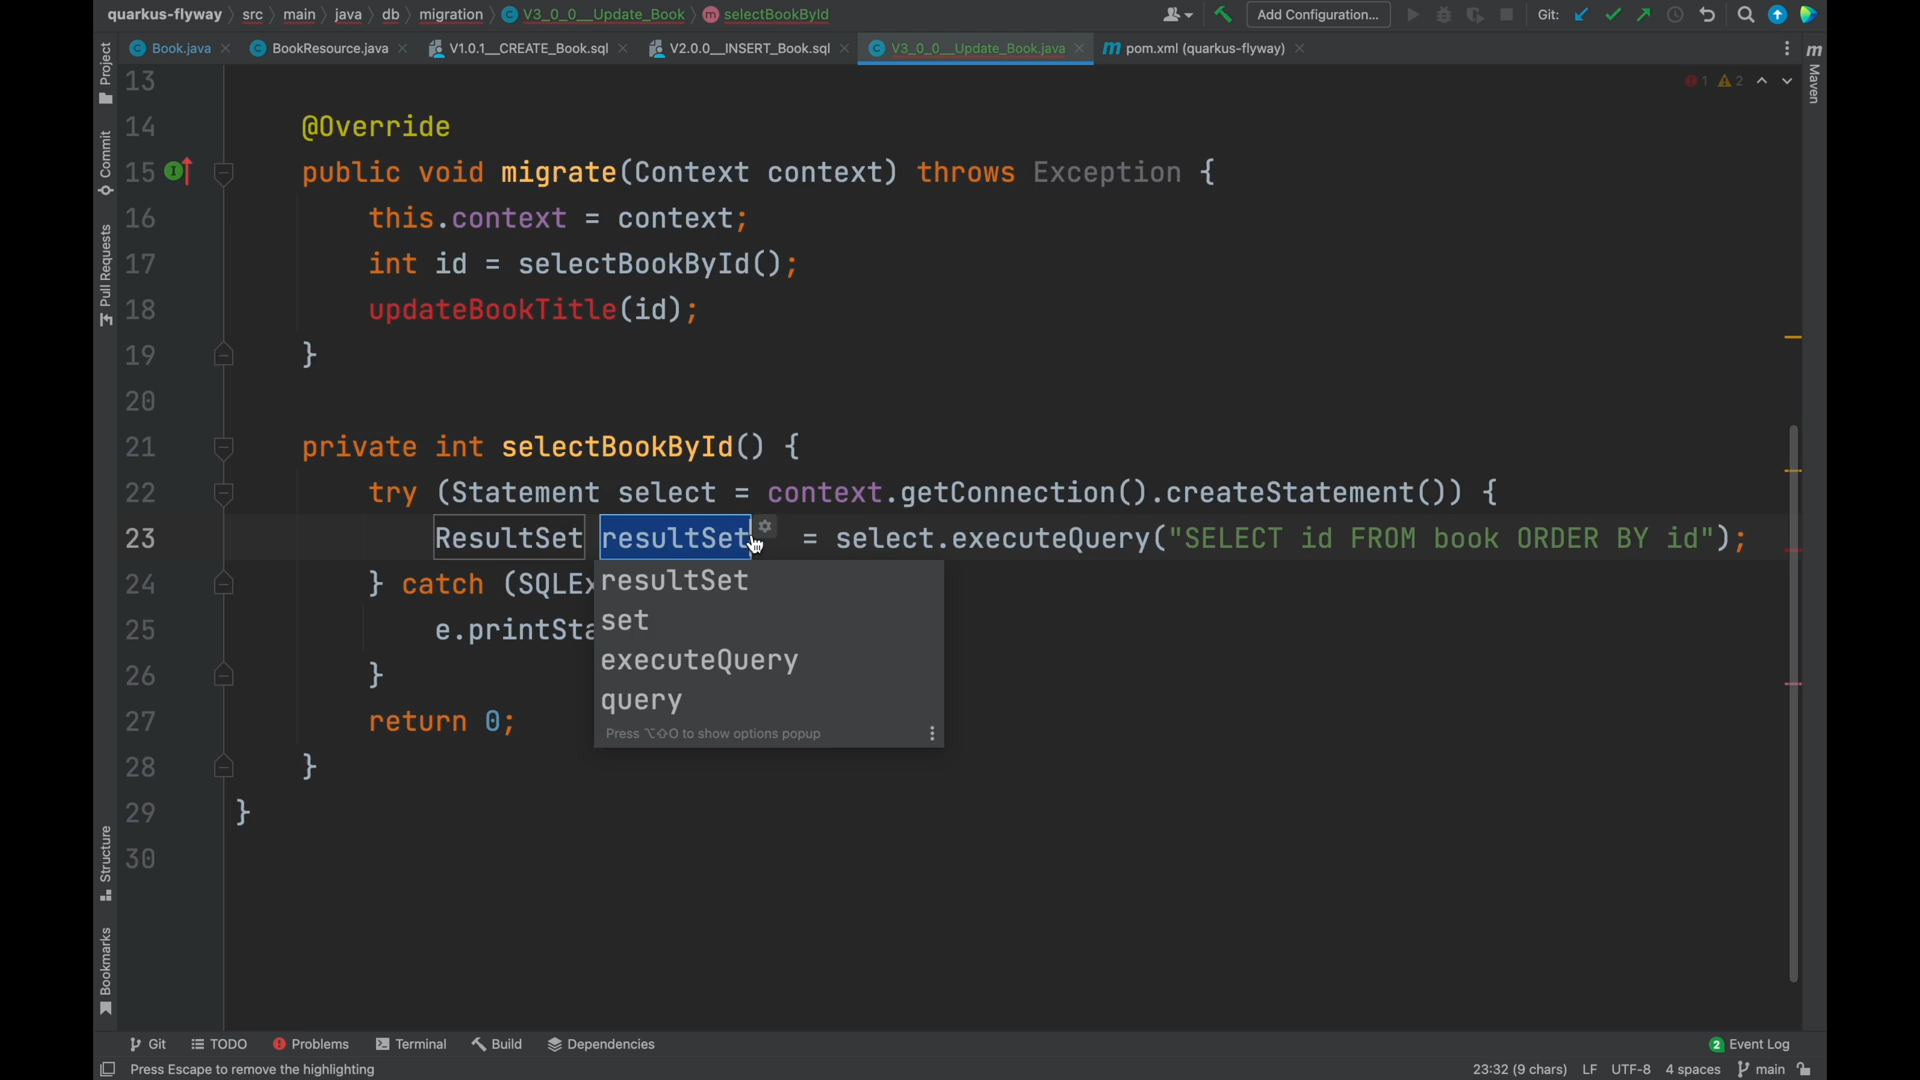 quarkus-flyway src main java db migration V3_0_0__Update_Book selectBookById Add Configuration... Git:
Book.java BookResource.java V1.0.1__CREATE_Book.sql V2.0.0__INSERT_Book.sql V3_0_0__Update_Book.java pom.xml (quarkus-flyway)
Project
Commit
Pull Requests
Structure
Bookmarks
Maven
1 2
13
14 @Override
15 public void migrate(Context context) throws Exception {
16 this.context = context;
17 int id = selectBookById();
18 updateBookTitle(id);
19 }
20
21 private int selectBookById() {
22 try (Statement select = context.getConnection().createStatement()) {
23 ResultSet resultSet = select.executeQuery("SELECT id FROM book ORDER BY id");
24 } catch (SQLEx
25 e.printSta
26 }
27 return 0;
28 }
29 }
30
resultSet
set
executeQuery
query
Press ⌥⇧O to show options popup
Git TODO Problems Terminal Build Dependencies 2 Event Log
Press Escape to remove the highlighting 23:32 (9 chars) LF UTF-8 4 spaces main